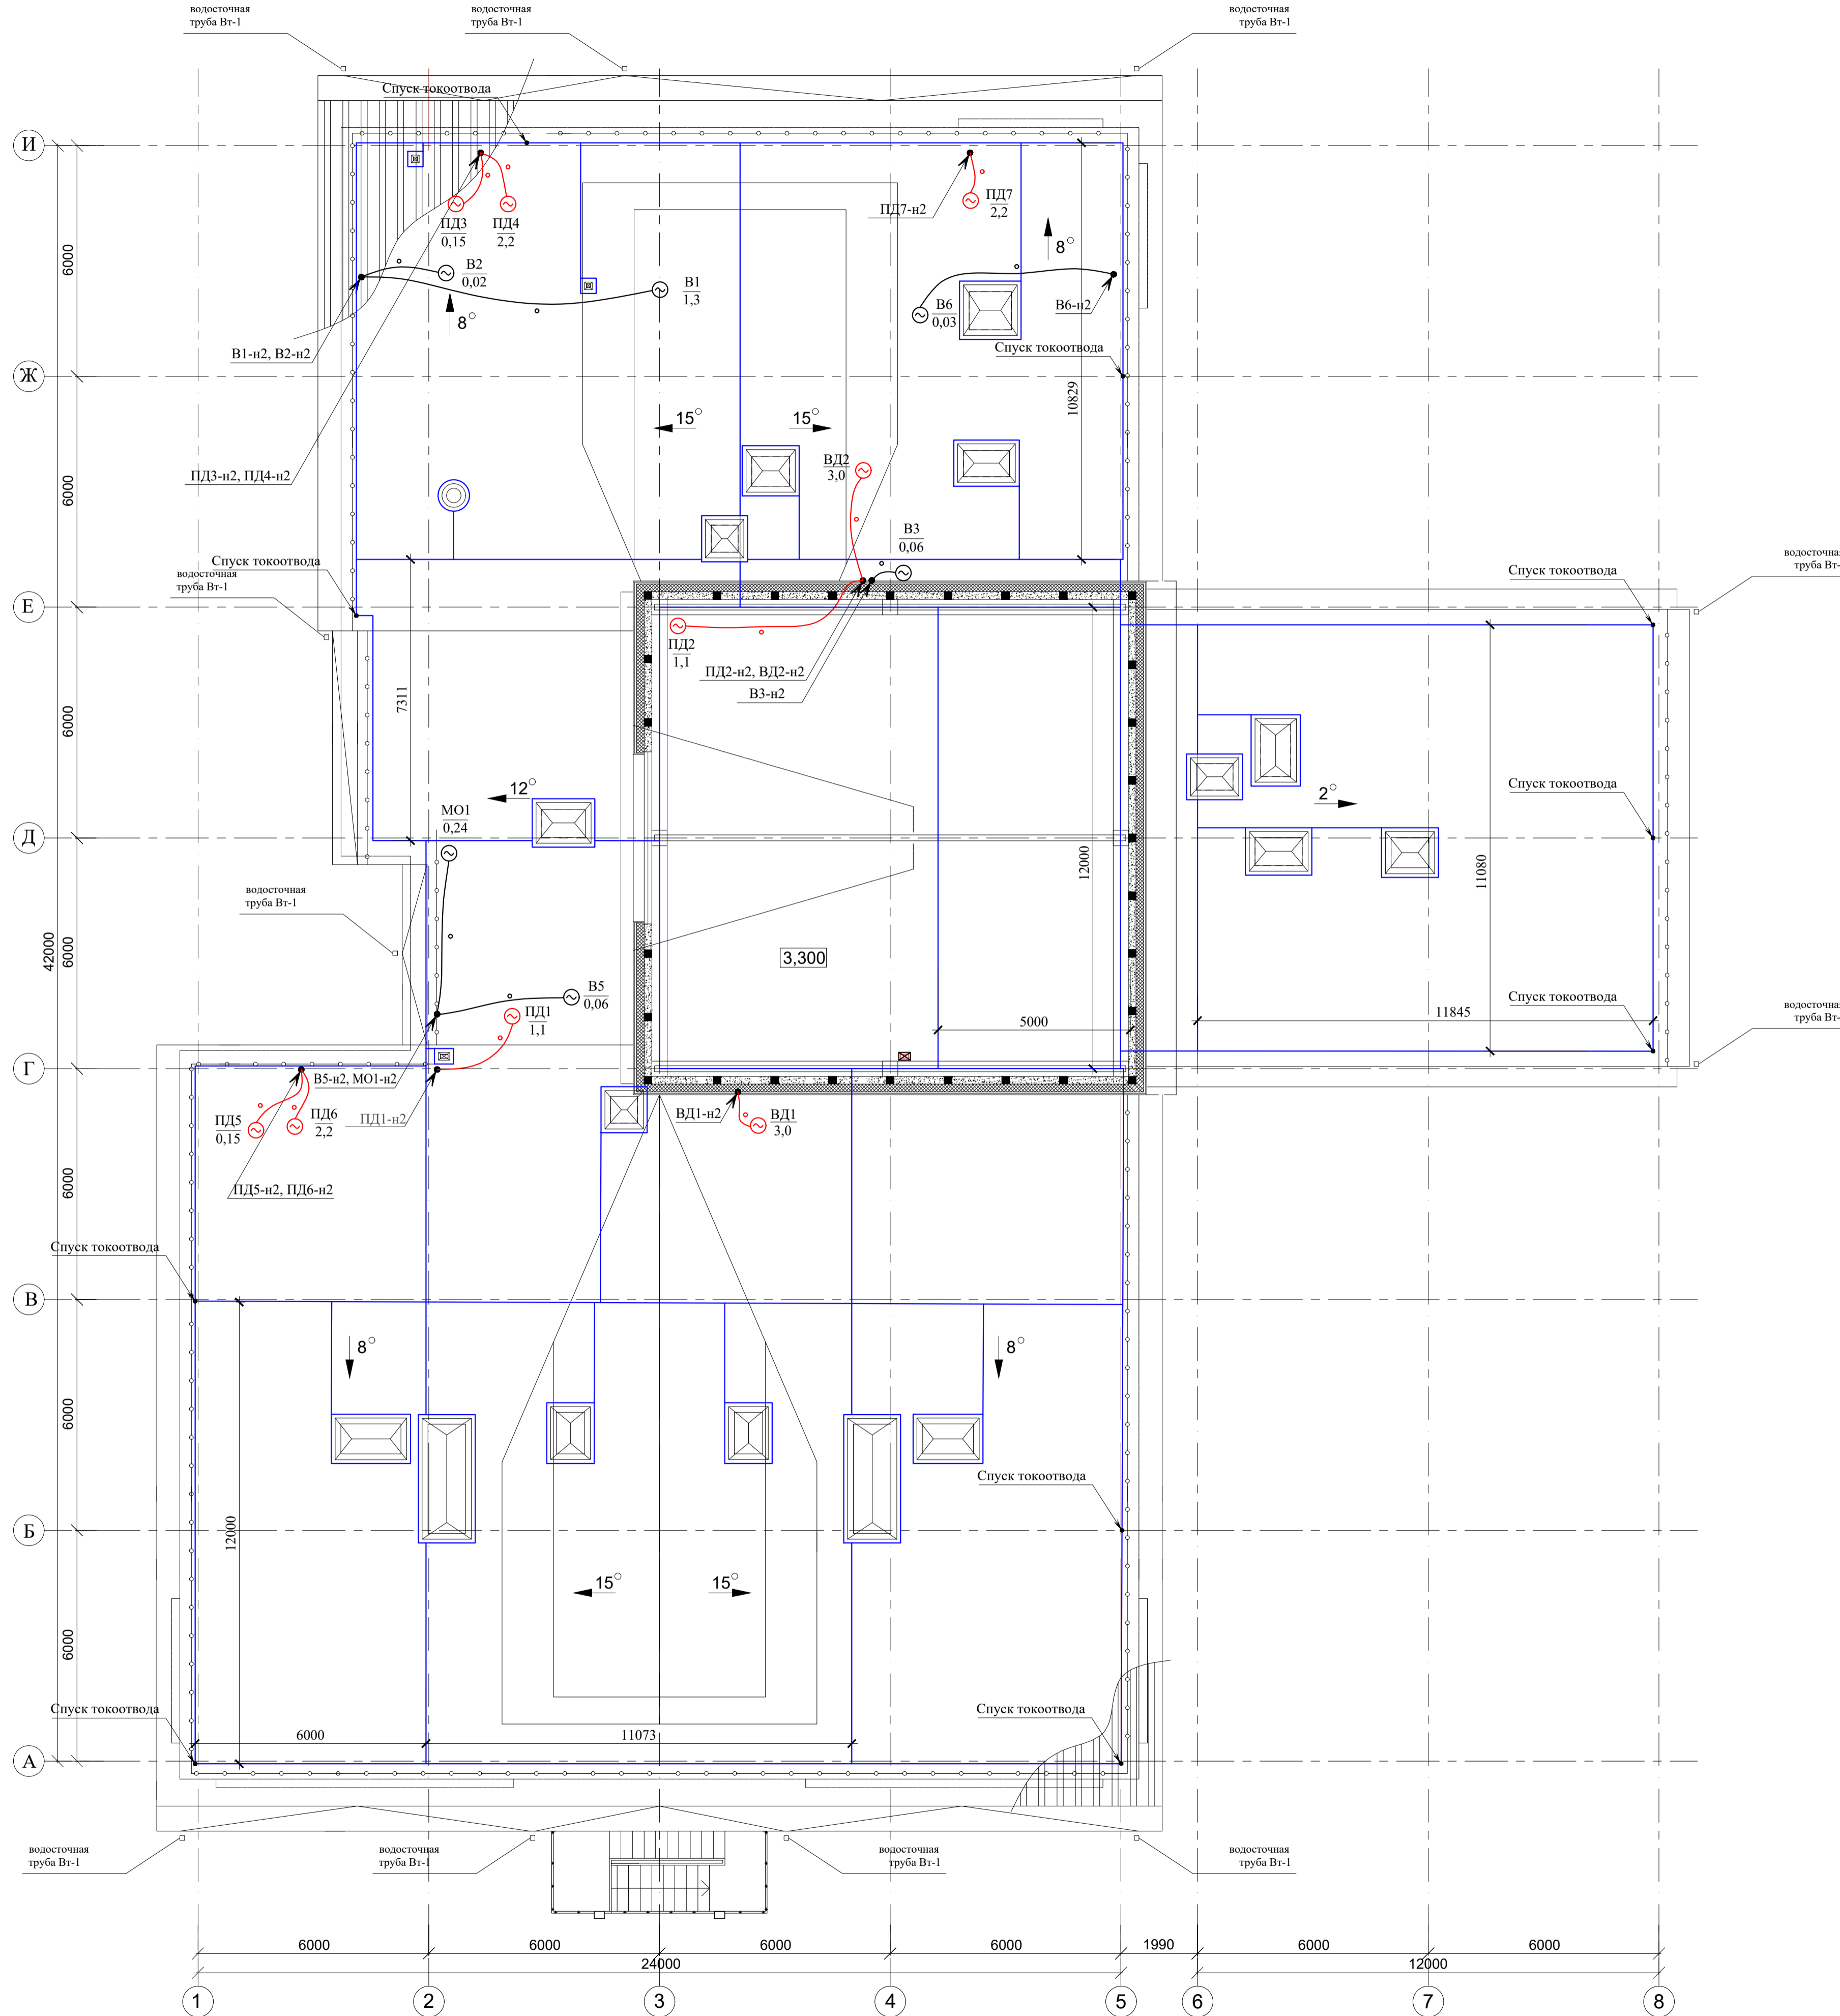 водосточная
труба Вт-1
водосточная
труба Вт-1
водосточная
труба Вт-1
Спуск токоотвода
И
ПД3
0,15
ПД4
2,2
ПД7-н2
ПД7
2,2
8°
6000
В2
0,02
В1
1,3
8°
В6
0,03
В6-н2
В1-н2, В2-н2
Спуск токоотвода
Ж
10829
15°
15°
ПД3-н2, ПД4-н2
ВД2
3,0
6000
В3
0,06
Спуск токоотвода
водосточная
труба Вт-1
водосточная
труба Вт-
Спуск токоотвода
Е
ПД2
1,1
ПД2-н2, ВД2-н2
В3-н2
7311
6000
12°
МО1
0,24
2°
Спуск токоотвода
Д
12000
11080
водосточная
труба Вт-1
42000
6000
3,300
В5
0,06
ПД1
1,1
5000
11845
Спуск токоотвода
водосточная
труба Вт-
Г
В5-н2, МО1-н2
ПД5
0,15
ПД6
2,2
ПД1-н2
ВД1-н2
ВД1
3,0
ПД5-н2, ПД6-н2
6000
Спуск токоотвода
В
8°
8°
6000
Спуск токоотвода
Б
12000
15°
15°
6000
Спуск токоотвода
Спуск токоотвода
6000
11073
А
водосточная
труба Вт-1
водосточная
труба Вт-1
водосточная
труба Вт-1
водосточная
труба Вт-1
6000
6000
6000
6000
1990
6000
6000
24000
12000
1
2
3
4
5
6
7
8